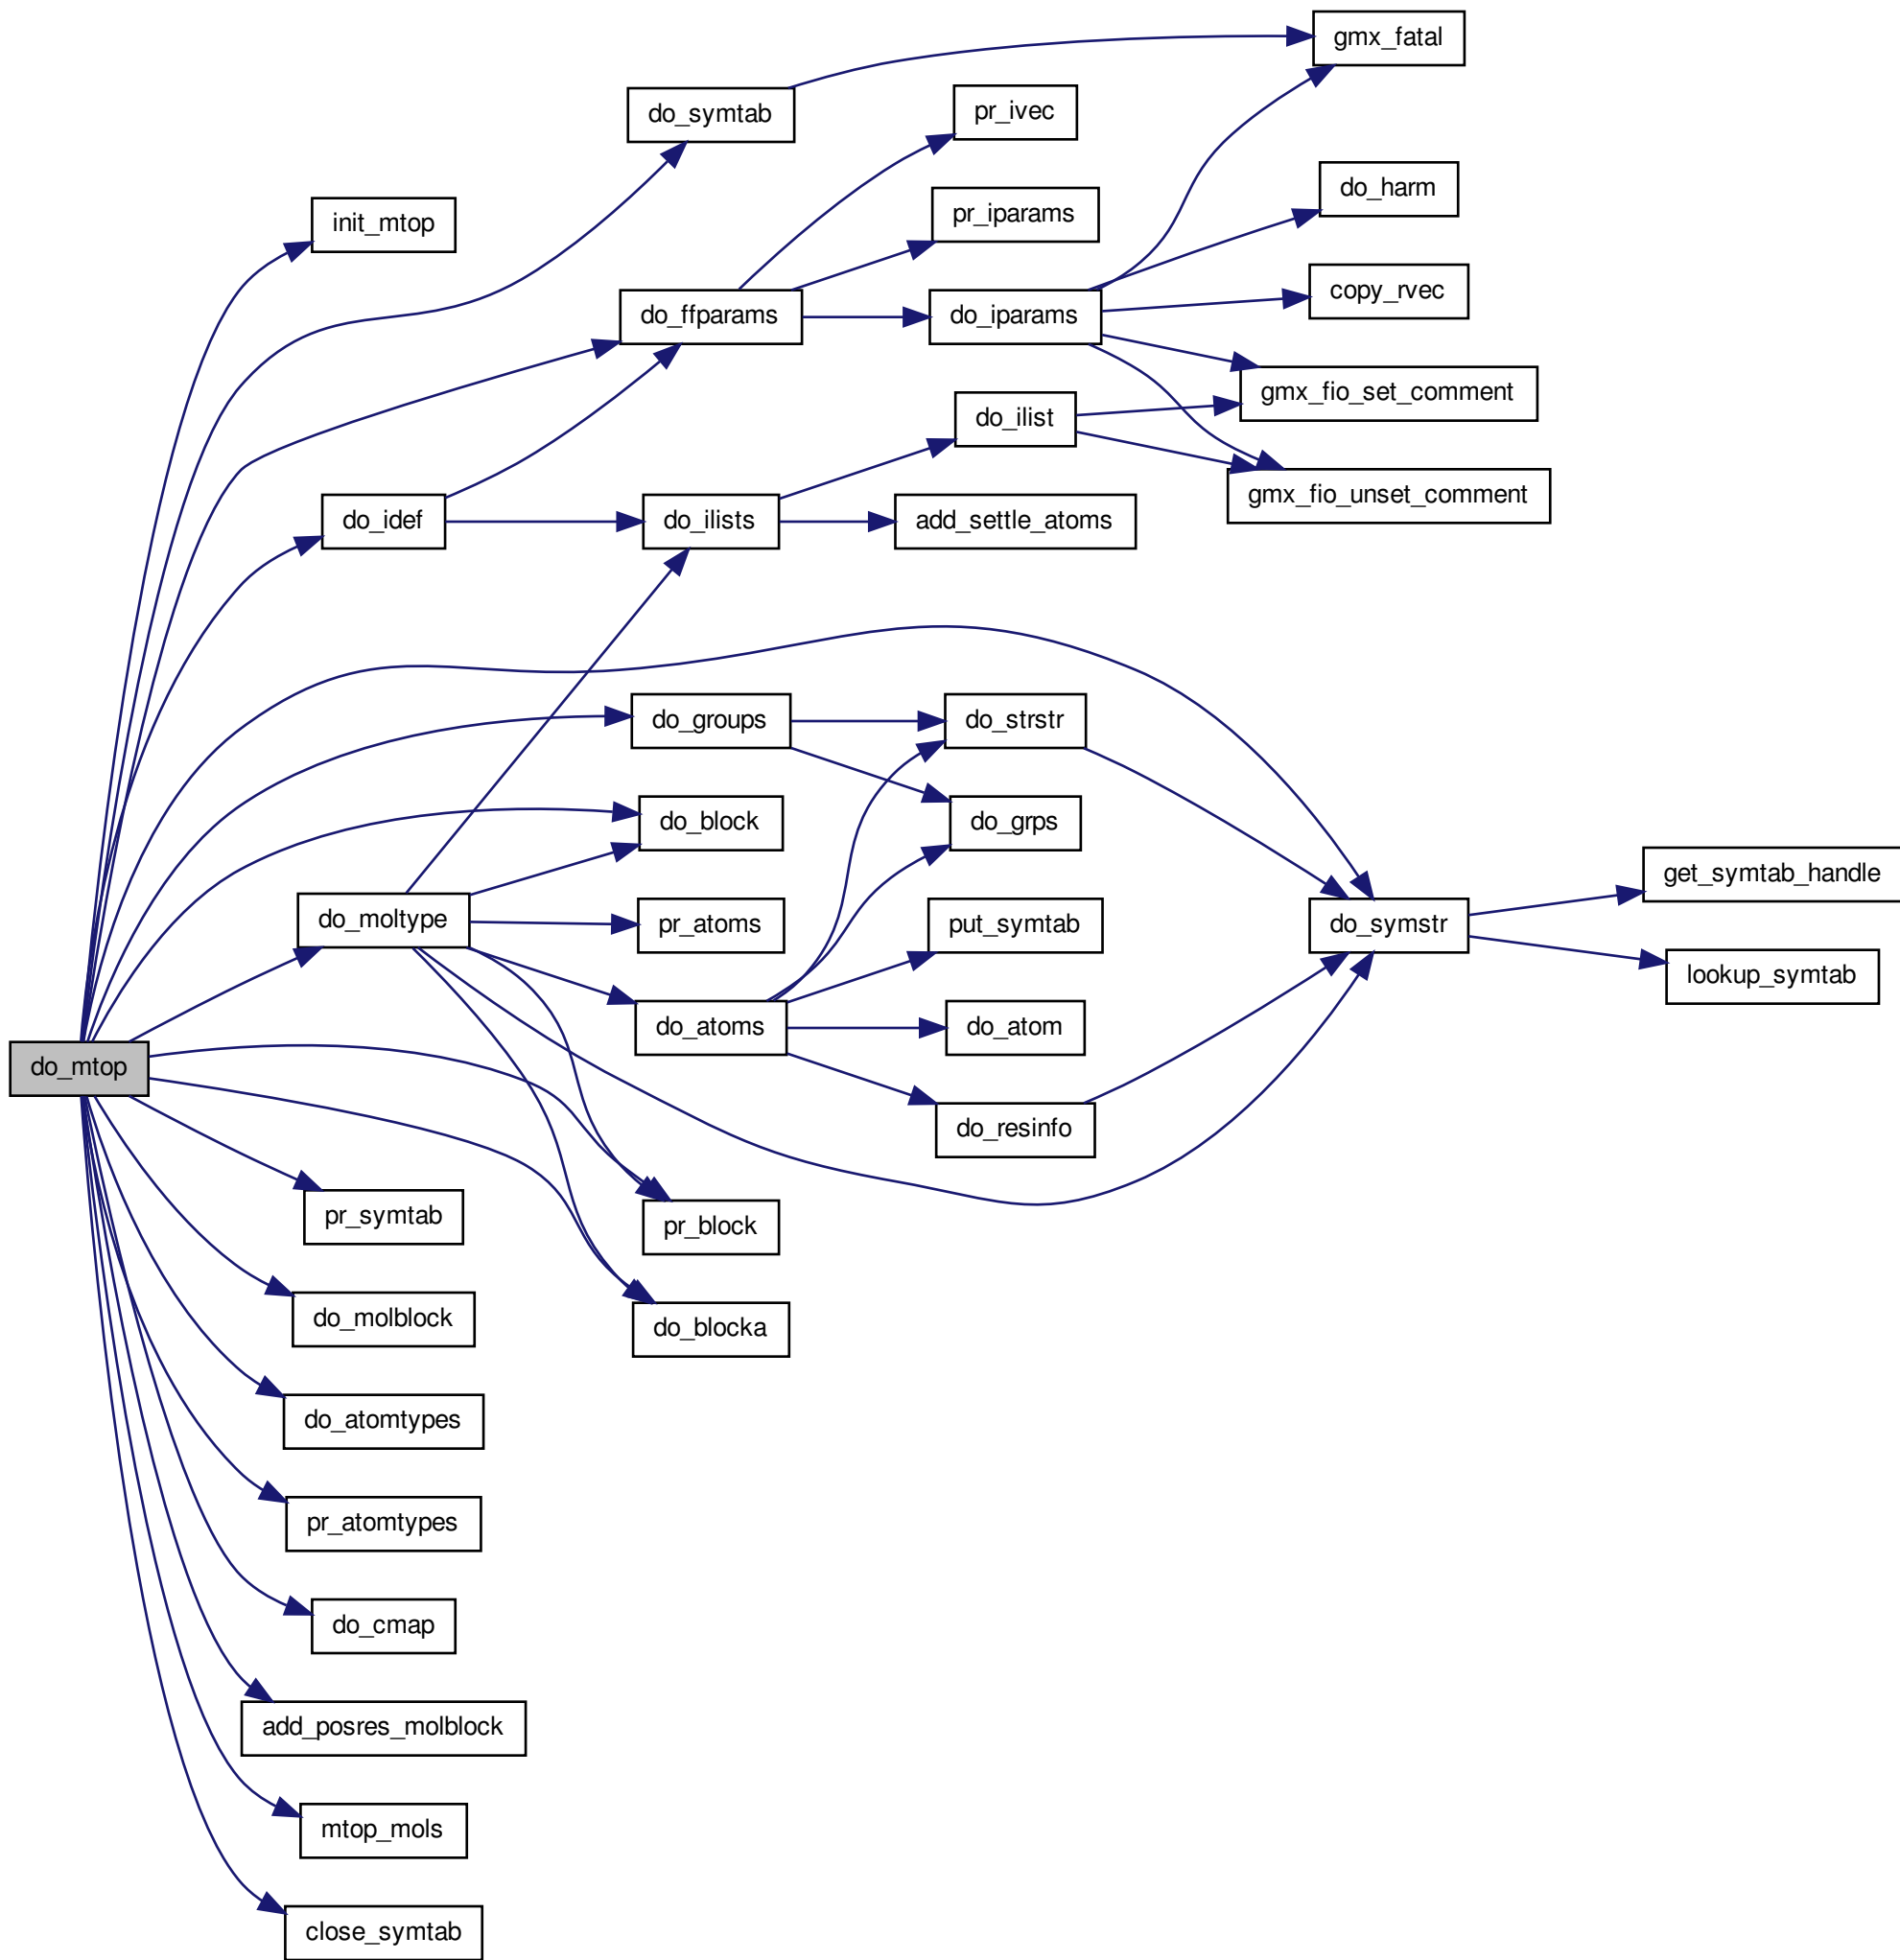 gmx_fatal
do_symtab
pr_ivec
do_harm
init_mtop
pr_iparams
copy_rvec
do_ffparams
do_iparams
gmx_fio_set_comment
do_ilist
gmx_fio_unset_comment
do_idef
do_ilists
add_settle_atoms
do_groups
do_strstr
do_block
do_grps
get_symtab_handle
do_moltype
pr_atoms
put_symtab
do_symstr
lookup_symtab
do_atoms
do_atom
do_mtop
do_resinfo
pr_symtab
pr_block
do_molblock
do_blocka
do_atomtypes
pr_atomtypes
do_cmap
add_posres_molblock
mtop_mols
close_symtab